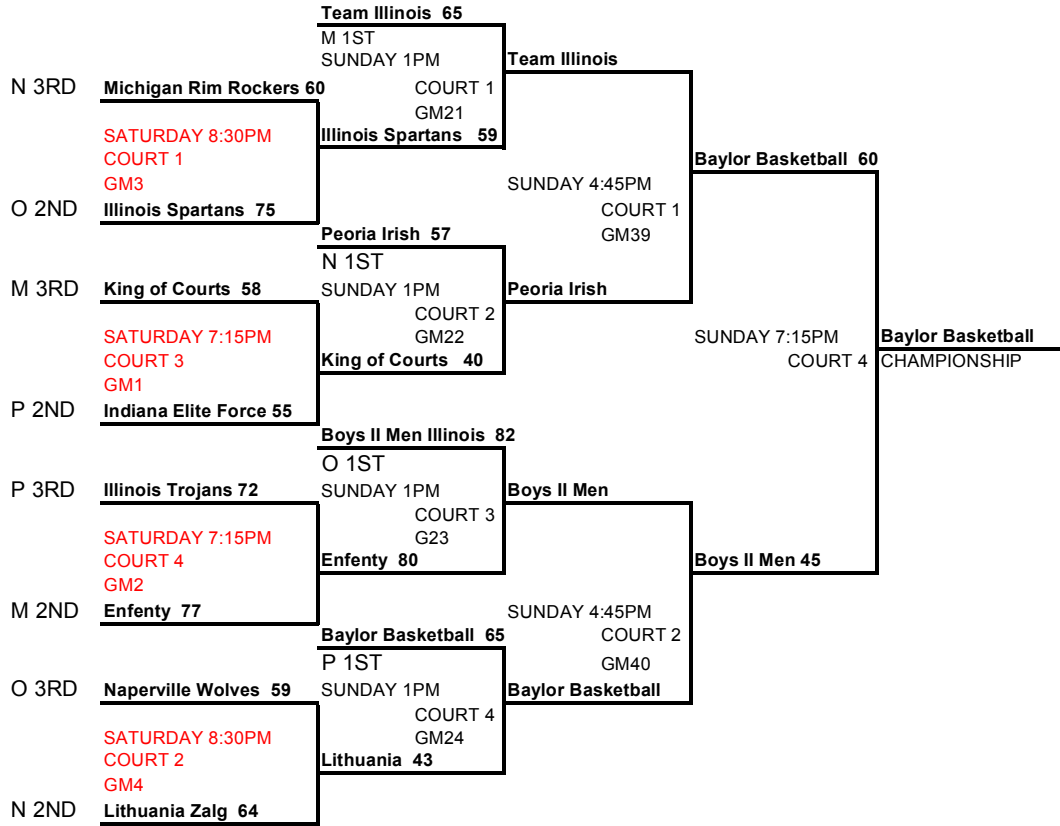 Team Illinois 65
M 1ST
SUNDAY 1PM
Team Illinois
N 3RD Michigan Rim Rockers 60
COURT 1
GM21
SATURDAY 8:30PM
Illinois Spartans 59
COURT 1
Baylor Basketball 60
GM3
SUNDAY 4:45PM
O 2ND Illinois Spartans 75
COURT 1
Peoria Irish 57
GM39
N 1ST
M 3RD King of Courts 58
SUNDAY 1PM
Peoria Irish
COURT 2
SATURDAY 7:15PM
GM22
SUNDAY 7:15PM
Baylor Basketball
COURT 3
King of Courts 40
COURT 4
CHAMPIONSHIP
GM1
P 2ND Indiana Elite Force 55
Boys II Men Illinois 82
O 1ST
P 3RD Illinois Trojans 72
SUNDAY 1PM
Boys II Men
COURT 3
SATURDAY 7:15PM
G23
COURT 4
Enfenty 80
Boys II Men 45
GM2
M 2ND Enfenty 77
SUNDAY 4:45PM
Baylor Basketball 65
COURT 2
P 1ST
GM40
O 3RD Naperville Wolves 59
SUNDAY 1PM
Baylor Basketball
COURT 4
SATURDAY 8:30PM
GM24
COURT 2
Lithuania 43
GM4
N 2ND Lithuania Zalg 64